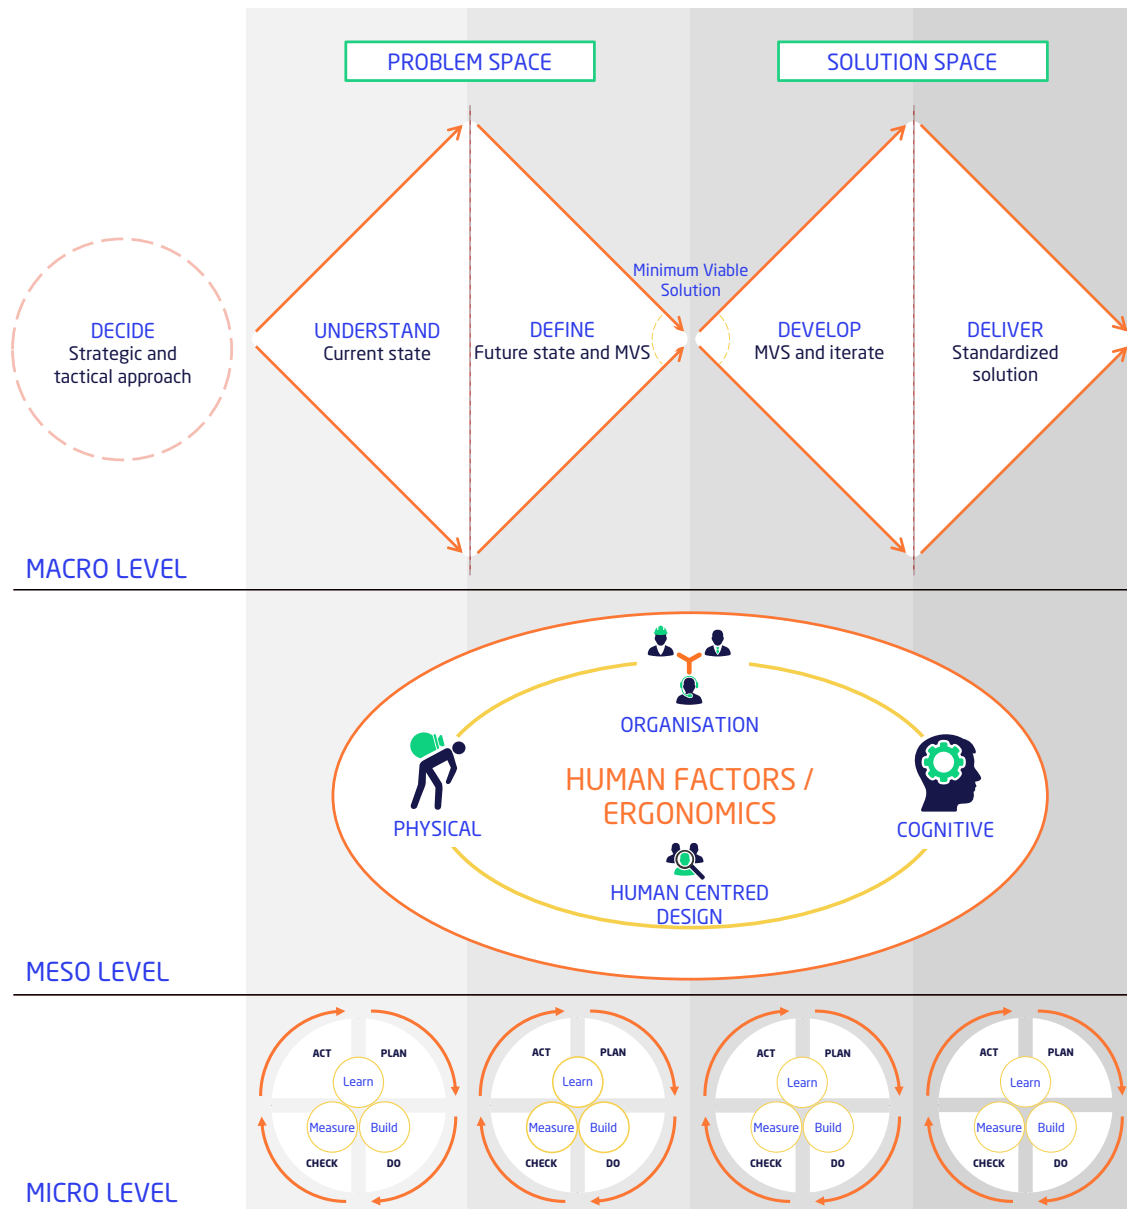 PROBLEM SPACE
SOLUTION SPACE
Minimum Viable
Solution
DECIDE
Strategic and
tactical approach
UNDERSTAND
Current state
DEFINE
Future state and MVS
DEVELOP
MVS and iterate
DELIVER
Standardized
solution
MACRO LEVEL
ORGANISATION
HUMAN FACTORS /
ERGONOMICS
PHYSICAL
COGNITIVE
HUMAN CENTRED
DESIGN
MESO LEVEL
ACT
PLAN
Learn
Measure
Build
CHECK
DO
ACT
PLAN
Learn
Measure
Build
CHECK
DO
ACT
PLAN
Learn
Measure
Build
CHECK
DO
ACT
PLAN
Learn
Measure
Build
CHECK
DO
MICRO LEVEL